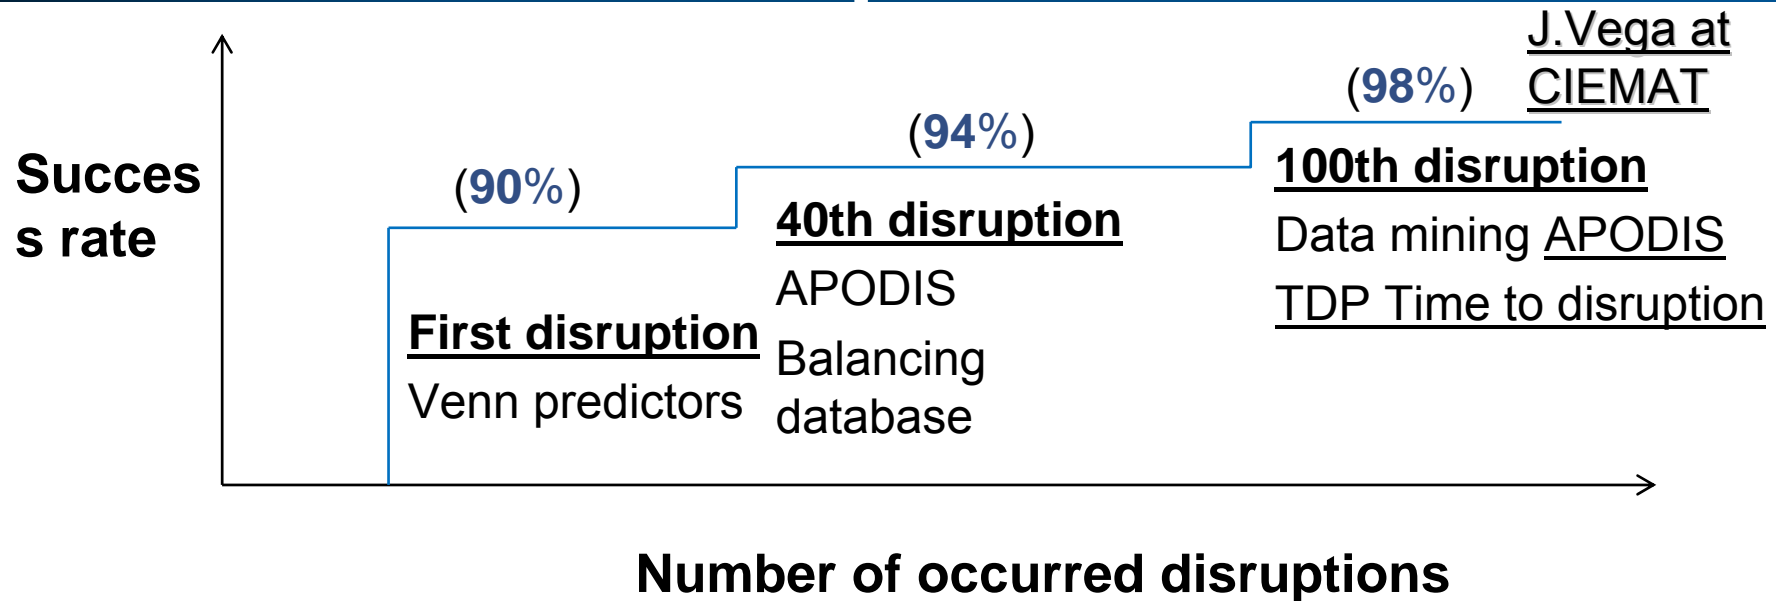 J.Vega at
CIEMAT
(98%)
(94%)
(90%)
Succes
s rate
100th disruption
Data mining APODIS
TDP Time to disruption
40th disruption
APODIS
Balancing
database
First disruption
Venn predictors
Number of occurred disruptions